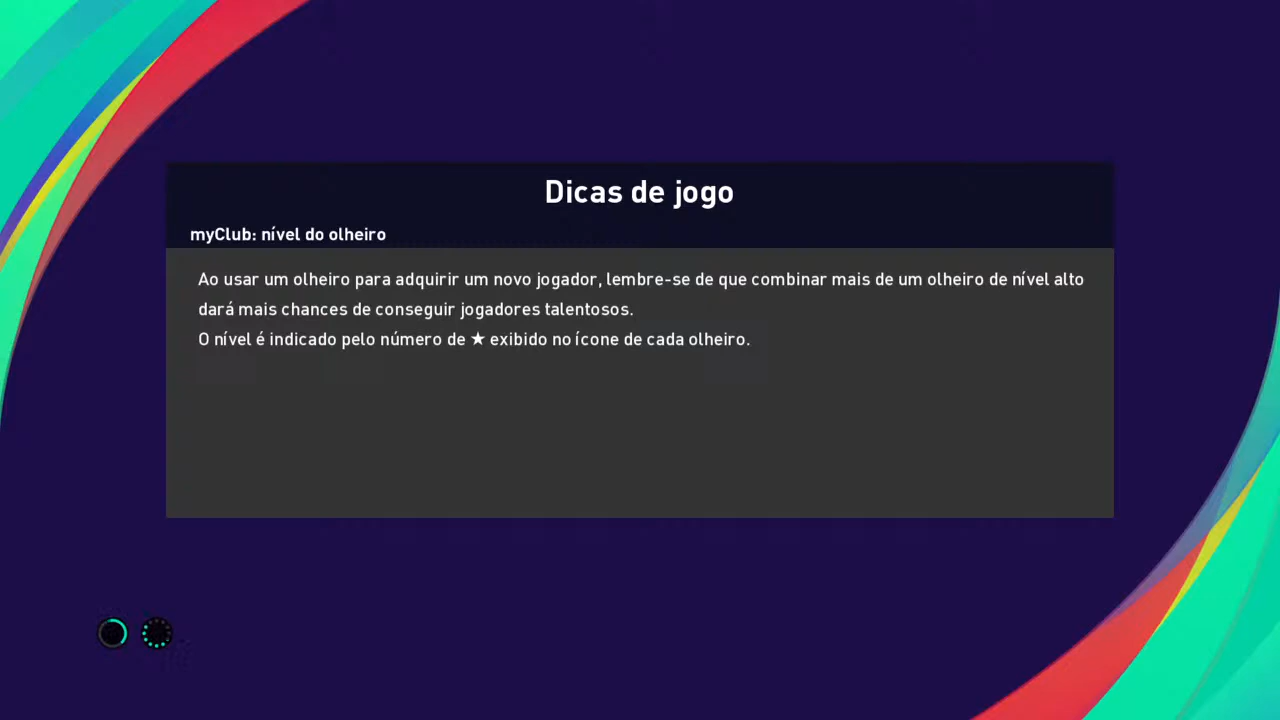 Dicas de jogo
myClub: nível do olheiro
Ao usar um olheiro para adquirir um novo jogador, lembre-se de que combinar mais de um olheiro de nível alto
dará mais chances de conseguir jogadores talentosos.
O nível é indicado pelo número de ★ exibido no ícone de cada olheiro.